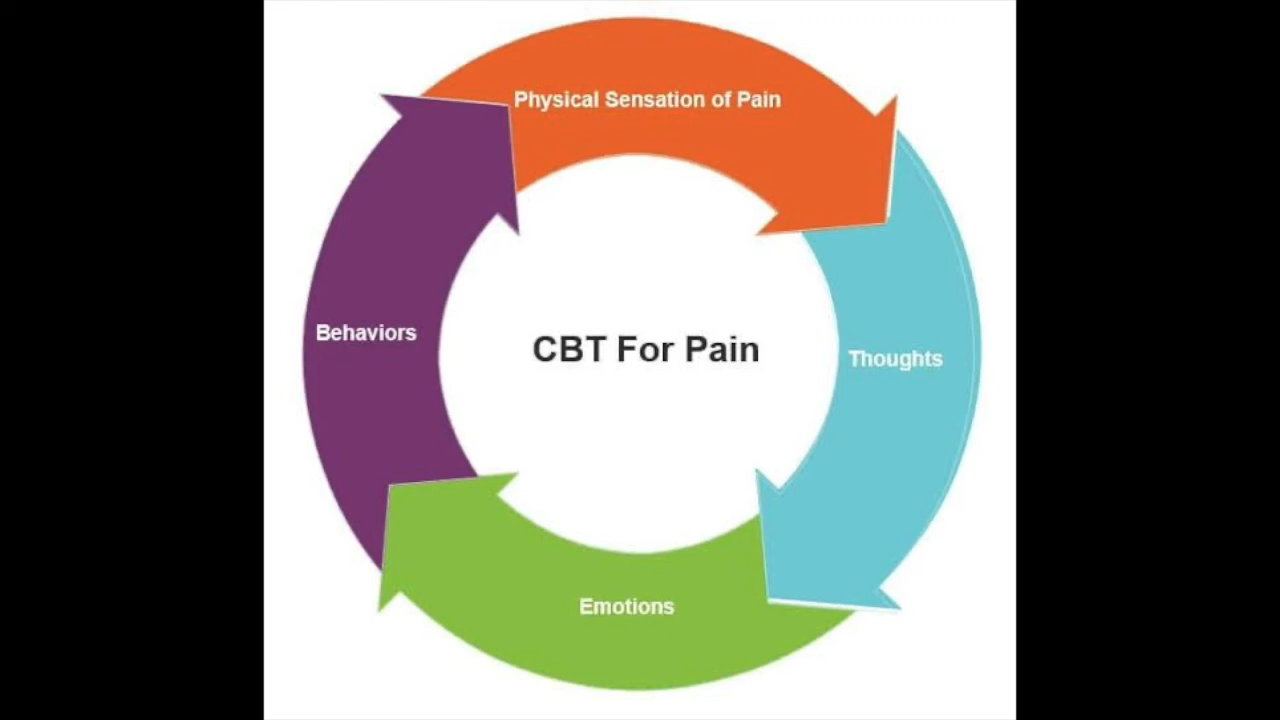 Physical Sensation of Pain
Behaviors
CBT For Pain
Thoughts
Emotions